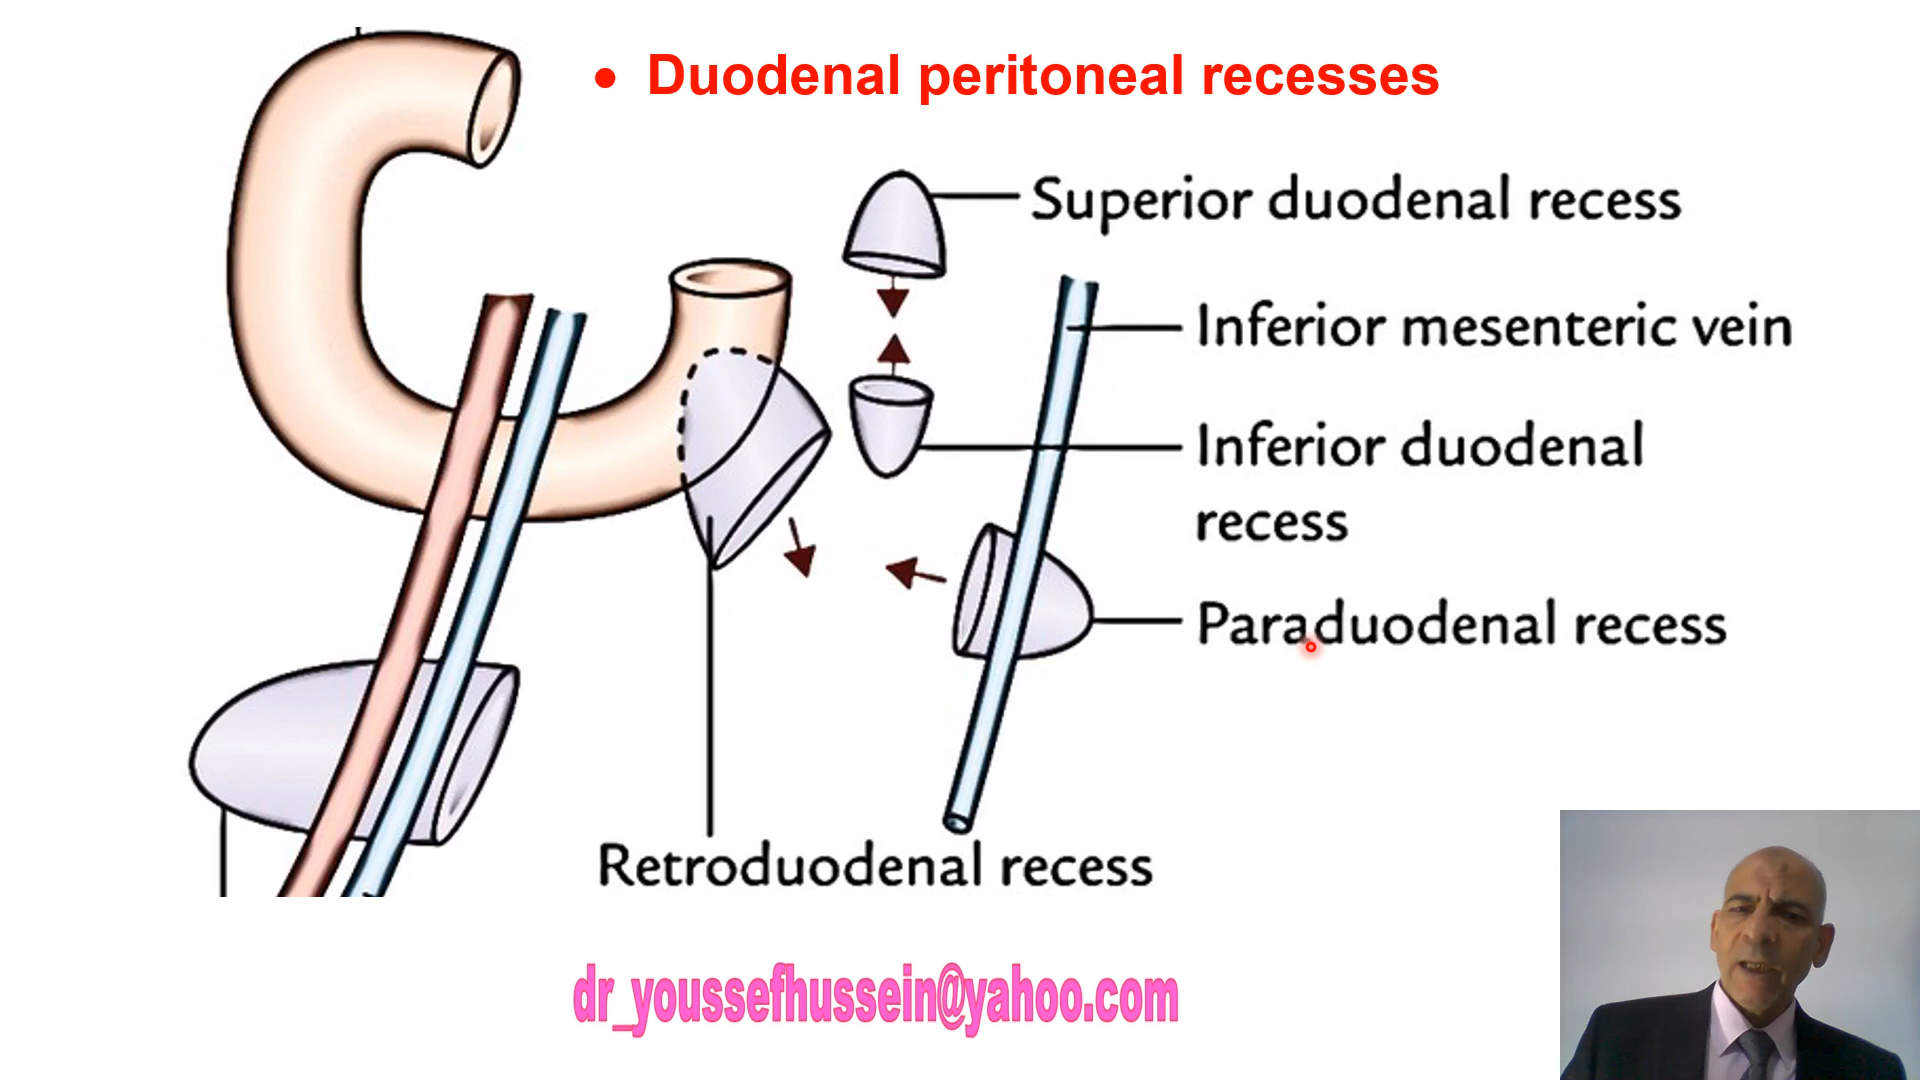 • Duodenal peritoneal recesses
Superior duodenal recess
Inferior mesenteric vein
Inferior duodenal
recess
Paraduodenal recess
Retroduodenal recess
dr_youssefhussein@yahoo.com